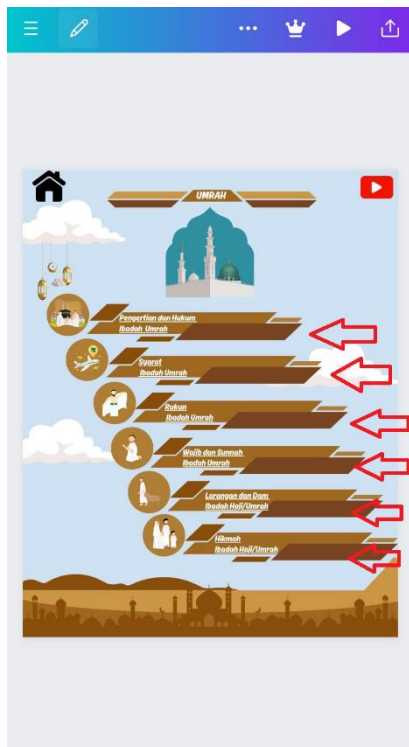 UMRAH
Pengertian dan Hukum
Ibadah Umrah
Syarat
Ibadah Umrah
Rukun
Ibadah Umrah
Wajib dan Sunnah
Ibadah Umrah
Larangan dan Dam
Ibadah Haji/Umrah
Hikmah
Ibadah Haji/Umrah